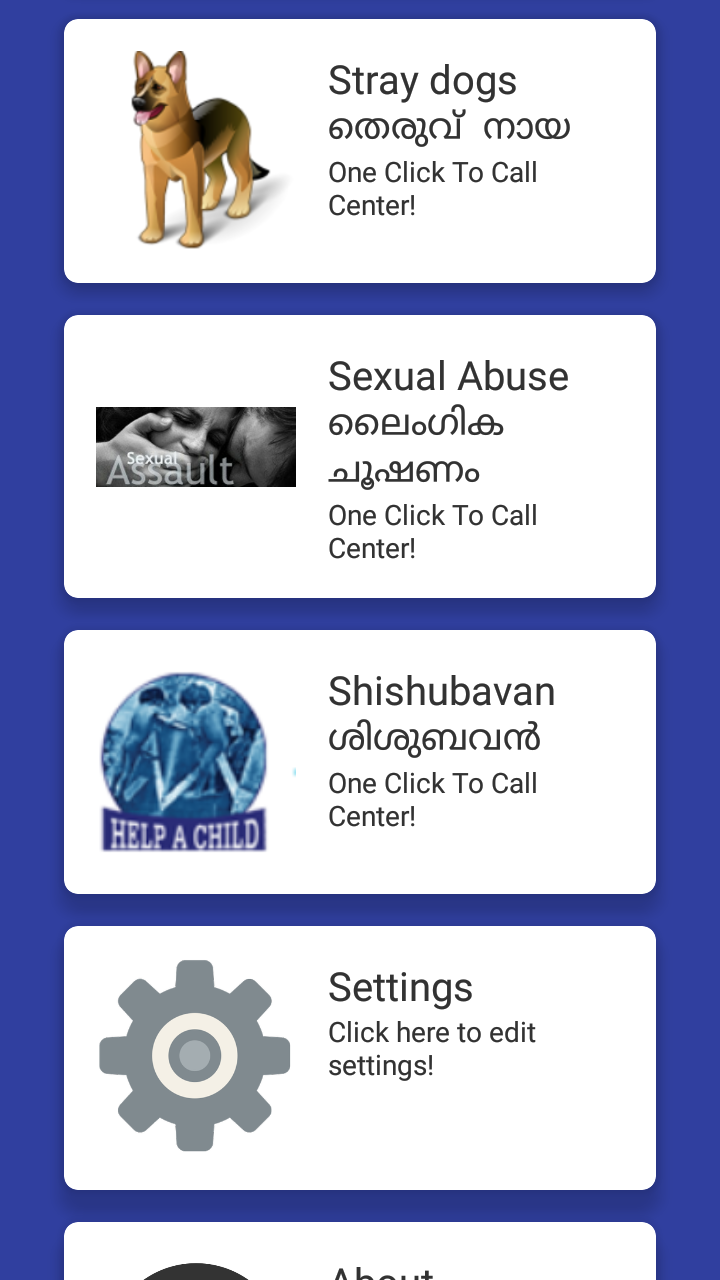 Stray dogs
തെരുവ് നായ
One Click To Call
Center!
Sexual Abuse
ലൈംഗിക
ചൂഷണം
One Click To Call
Center!
Sexual
Assault
Shishubavan
ശിശുബവൻ
One Click To Call
Center!
HELP A CHILD
Settings
Click here to edit
settings!
About